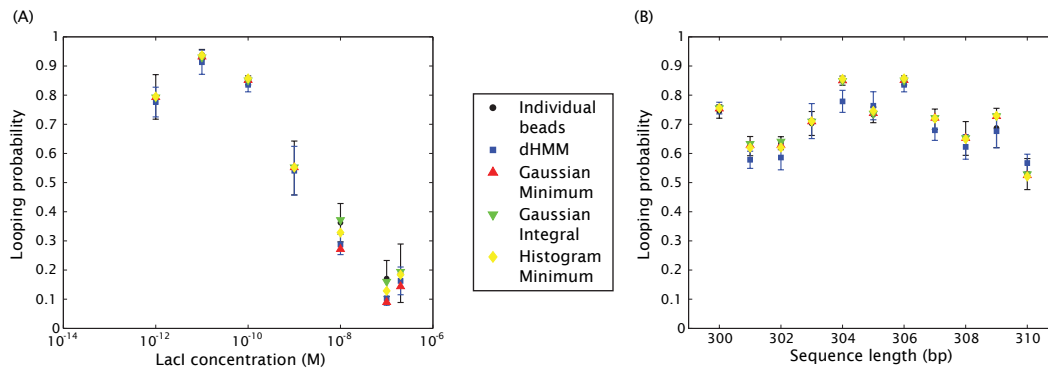 (A)
Looping probability
1
0.9
0.8
0.7
0.6
0.5
0.4
0.3
0.2
0.1
0
10^-14
10^-12
10^-10
10^-8
10^-6
LacI concentration (M)
Individual
beads
dHMM
Gaussian
Minimum
Gaussian
Integral
Histogram
Minimum
(B)
Looping probability
1
0.9
0.8
0.7
0.6
0.5
0.4
0.3
0.2
0.1
0
300
302
304
306
308
310
Sequence length (bp)